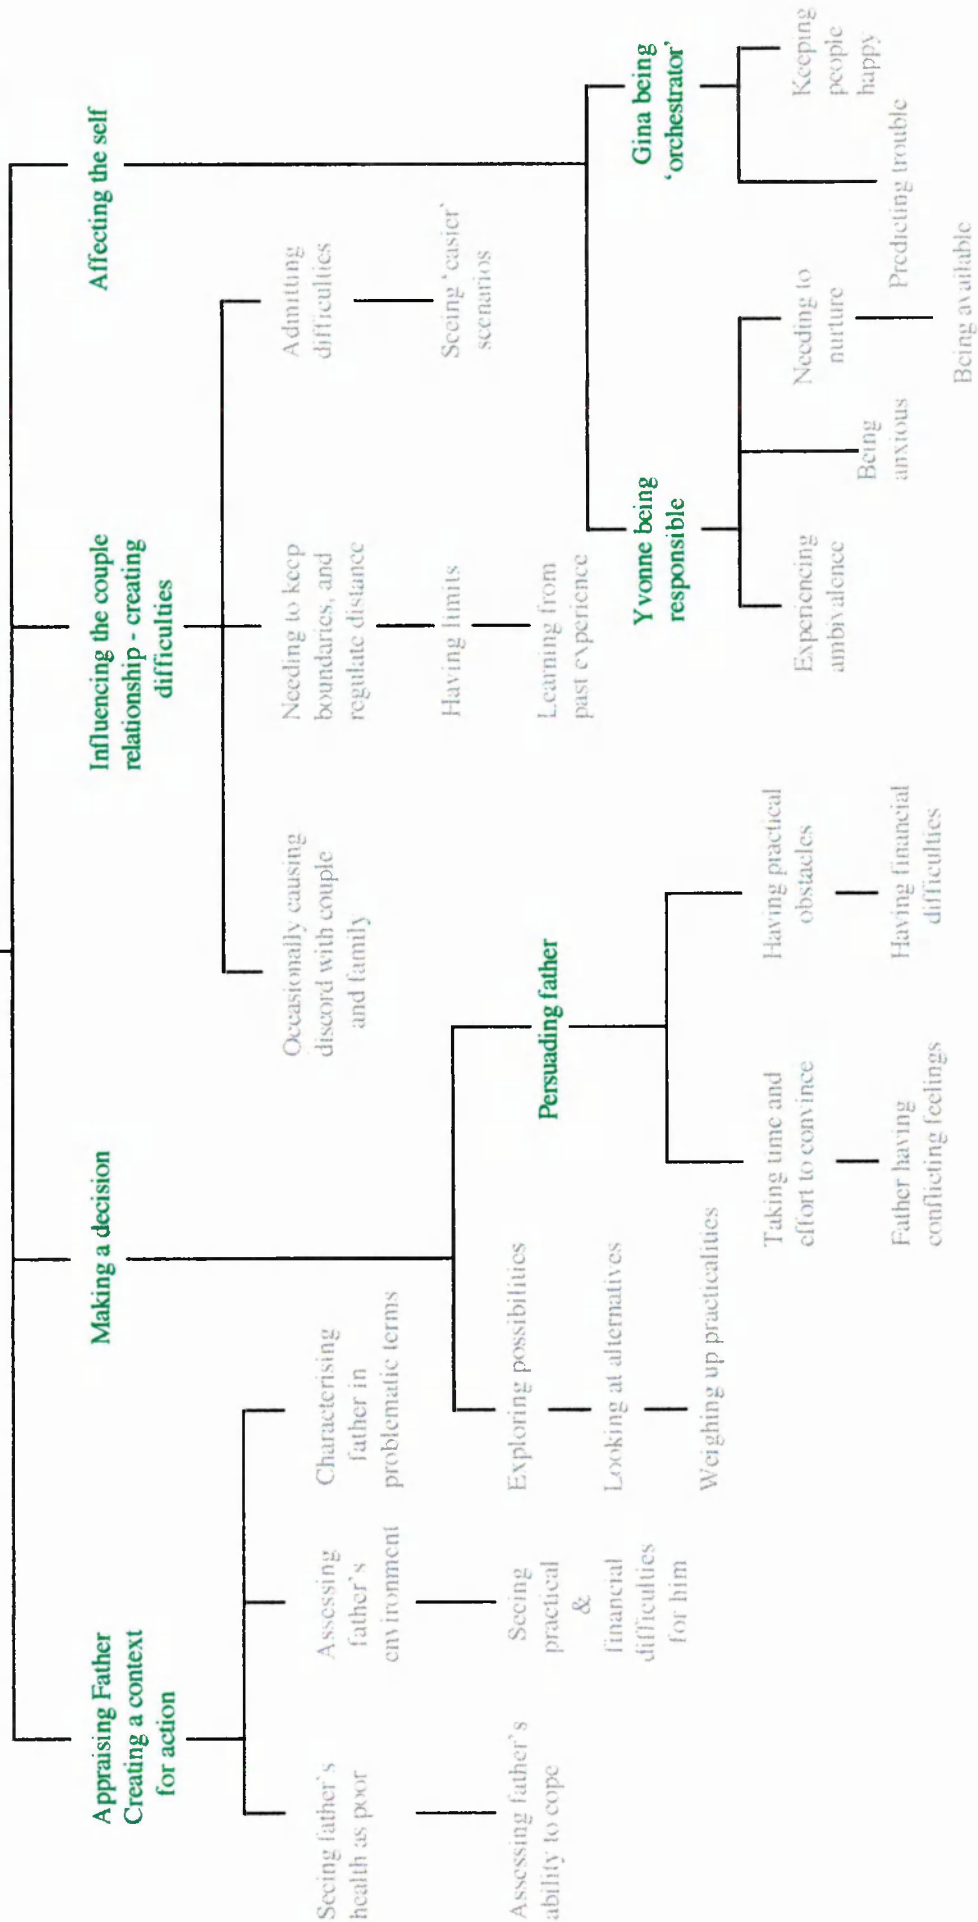 Appraising Father
Creating a context
for action
Seeing father's
health as poor
Assessing father's
ability to cope
Assessing
father's
environment
Seeing
practical
&
financial
difficulties
for him
Characterising
father in
problematic terms
Making a decision
Exploring possibilities
Looking at alternatives
Weighing up practicalities
Persuading father
Taking time and
effort to convince
Father having
conflicting feelings
Having practical
obstacles
Having financial
difficulties
Influencing the couple
relationship - creating
difficulties
Occasionally causing
discord with couple
and family
Needing to keep
boundaries, and
regulate distance
Having limits
Learning from
past experience
Admitting
difficulties
Seeing 'easier'
scenarios
Affecting the self
Yvonne being
responsible
Experiencing
ambivalence
Being
anxious
Needing to
nurture
Being available
Gina being
'orchestrator'
Predicting trouble
Keeping
people
happy